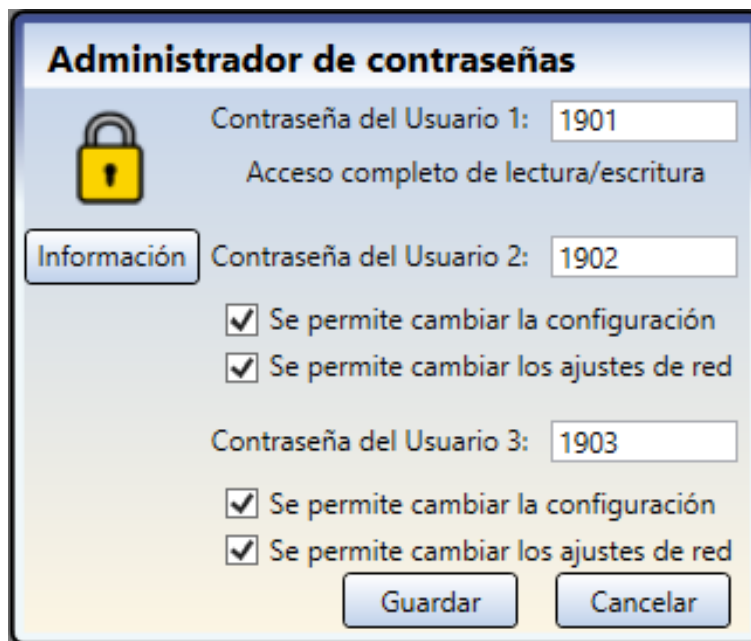 Administrador de contraseñas
Contraseña del Usuario 1: 1901
Acceso completo de lectura/escritura
Información
Contraseña del Usuario 2: 1902
Se permite cambiar la configuración
Se permite cambiar los ajustes de red
Contraseña del Usuario 3: 1903
Se permite cambiar la configuración
Se permite cambiar los ajustes de red
Guardar Cancelar